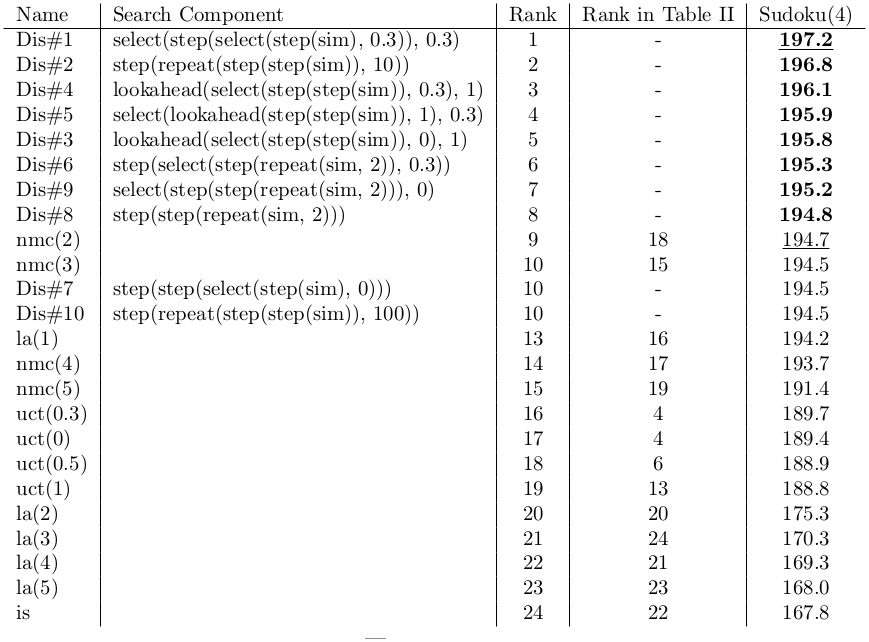 Name Search Component Rank Rank in Table II Sudoku(4)
Dis#1 select(step(select(step(sim), 0.3)), 0.3) 1 - 197.2
Dis#2 step(repeat(step(step(sim)), 10)) 2 - 196.8
Dis#4 lookahead(select(step(step(sim)), 0.3), 1) 3 - 196.1
Dis#5 select(lookahead(step(step(sim)), 1), 0.3) 4 - 195.9
Dis#3 lookahead(select(step(step(sim)), 0), 1) 5 - 195.8
Dis#6 step(select(step(repeat(sim, 2)), 0.3)) 6 - 195.3
Dis#9 select(step(step(repeat(sim, 2))), 0) 7 - 195.2
Dis#8 step(step(repeat(sim, 2))) 8 - 194.8
nmc(2) 9 18 194.7
nmc(3) 10 15 194.5
Dis#7 step(step(select(step(sim), 0))) 10 - 194.5
Dis#10 step(repeat(step(step(sim)), 100)) 10 - 194.5
la(1) 13 16 194.2
nmc(4) 14 17 193.7
nmc(5) 15 19 191.4
uct(0.3) 16 4 189.7
uct(0) 17 4 189.4
uct(0.5) 18 6 188.9
uct(1) 19 13 188.8
la(2) 20 20 175.3
la(3) 21 24 170.3
la(4) 22 21 169.3
la(5) 23 23 168.0
is 24 22 167.8